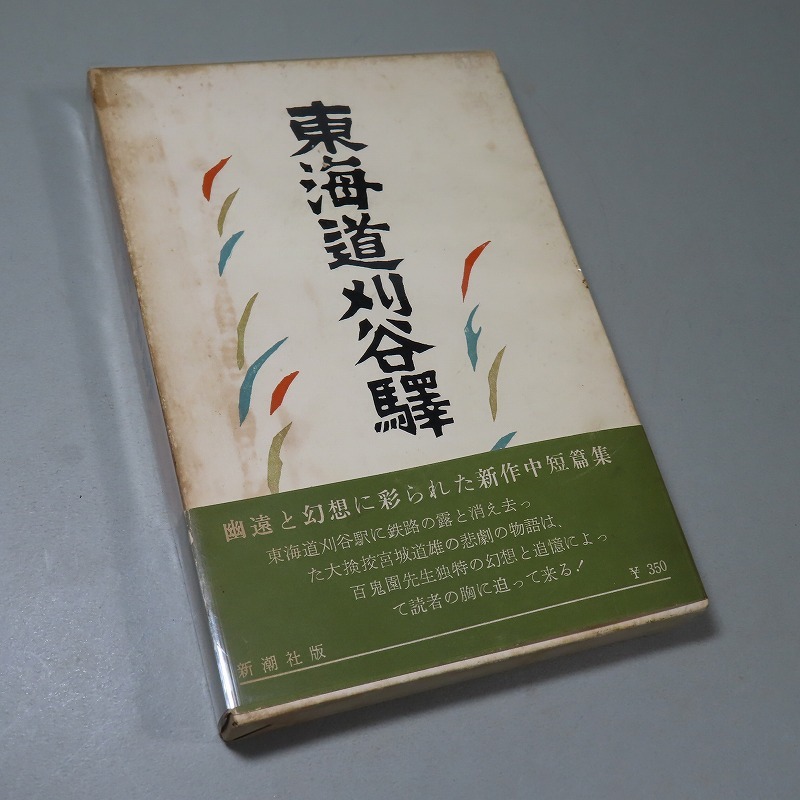 東海道刈谷驛
幽遠と幻想に彩られた新作中短篇集
東海道刈谷駅に鉄路の露と消え去っ
た大検校宮城道雄の悲劇の物語は、
百鬼園先生独特の幻想と追憶によっ
て読者の胸に迫って来る！
￥350
新潮社版